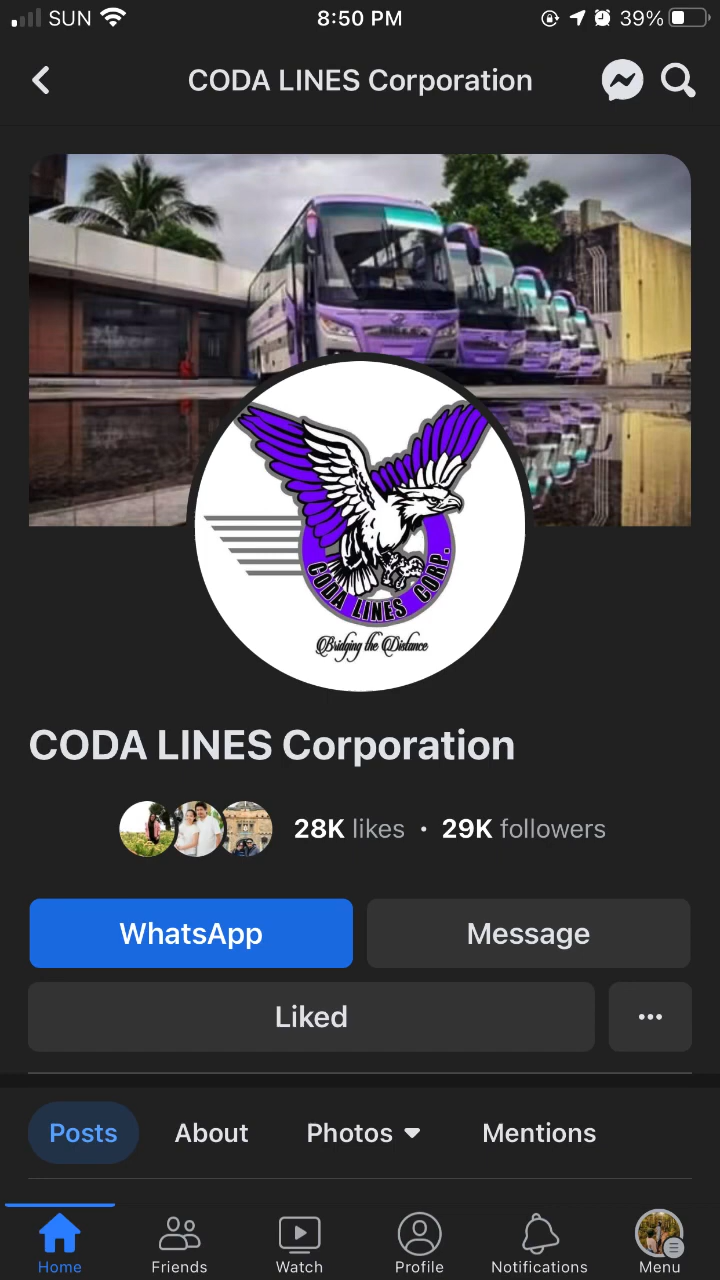 SUN 8:50 PM 39%
CODA LINES Corporation
CODA LINES CORP.
Bridging the Distance
CODA LINES Corporation
28K likes · 29K followers
WhatsApp Message
Liked
Posts About Photos Mentions
Home Friends Watch Profile Notifications Menu